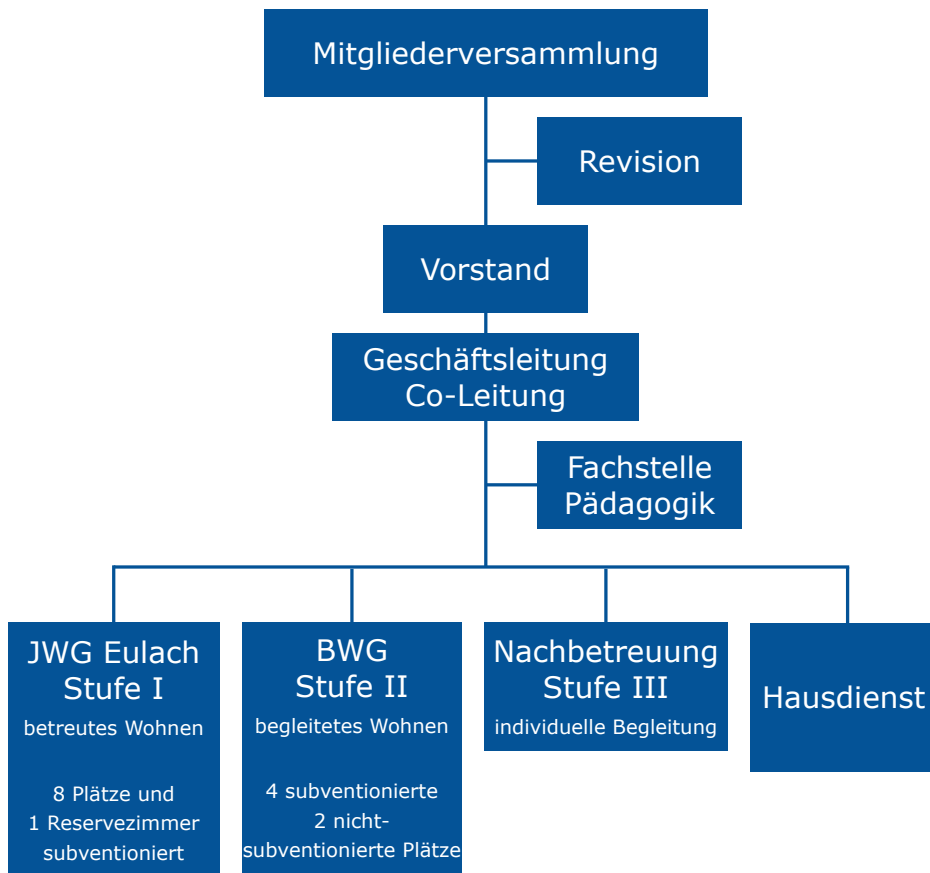 Mitgliederversammlung
Revision
Vorstand
Geschäftsleitung
Co-Leitung
Fachstelle
Pädagogik
JWG Eulach
Stufe I
betreutes Wohnen
8 Plätze und
1 Reservezimmer
subventioniert
BWG
Stufe II
begleitetes Wohnen
4 subventionierte
2 nicht-
subventionierte Plätze
Nachbetreuung
Stufe III
individuelle Begleitung
Hausdienst